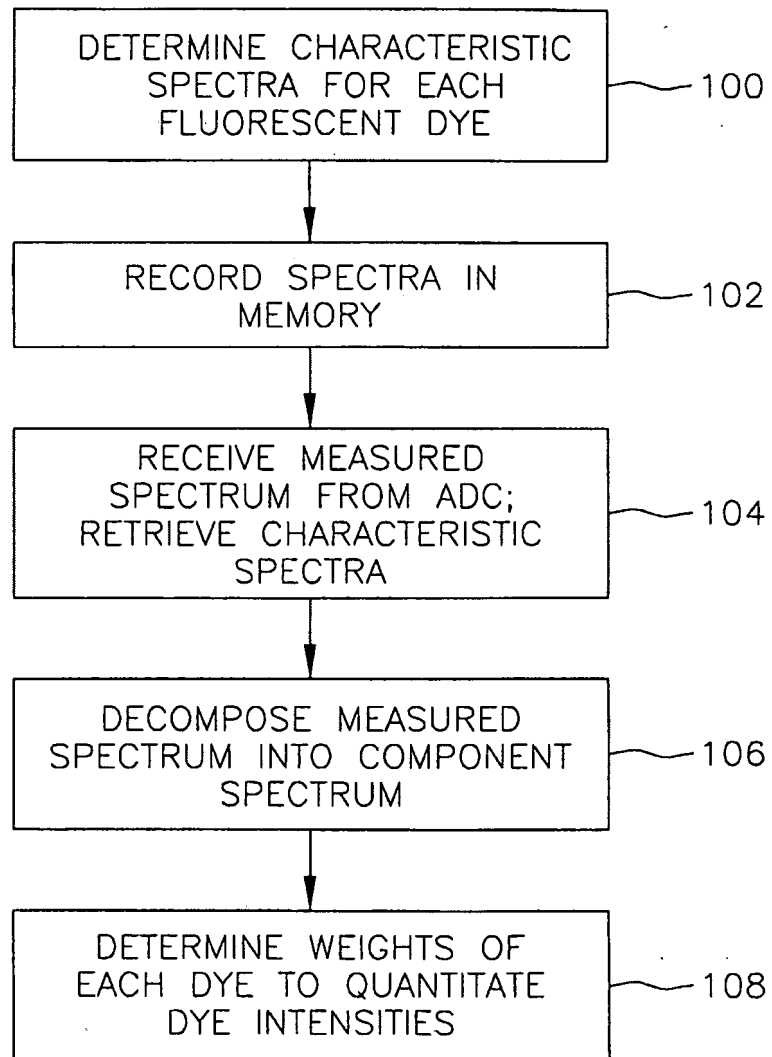 DETERMINE CHARACTERISTIC
SPECTRA FOR EACH
FLUORESCENT DYE
100
RECORD SPECTRA IN
MEMORY
102
RECEIVE MEASURED
SPECTRUM FROM ADC;
RETRIEVE CHARACTERISTIC
SPECTRA
104
DECOMPOSE MEASURED
SPECTRUM INTO COMPONENT
SPECTRUM
106
DETERMINE WEIGHTS OF
EACH DYE TO QUANTITATE
DYE INTENSITIES
108